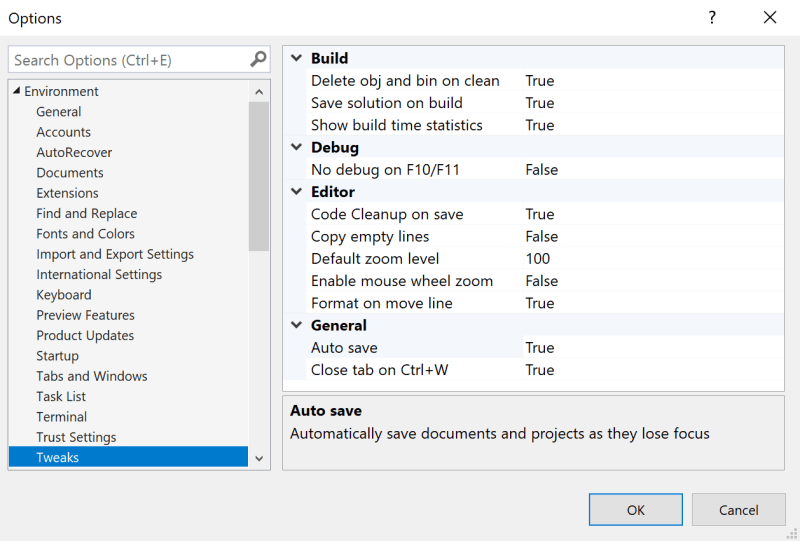 Options
?
Search Options (Ctrl+E)
Environment
General
Accounts
AutoRecover
Documents
Extensions
Find and Replace
Fonts and Colors
Import and Export Settings
International Settings
Keyboard
Preview Features
Product Updates
Startup
Tabs and Windows
Task List
Terminal
Trust Settings
Tweaks
Build
Delete obj and bin on clean True
Save solution on build True
Show build time statistics True
Debug
No debug on F10/F11 False
Editor
Code Cleanup on save True
Copy empty lines False
Default zoom level 100
Enable mouse wheel zoom False
Format on move line True
General
Auto save True
Close tab on Ctrl+W True
Auto save
Automatically save documents and projects as they lose focus
OK Cancel